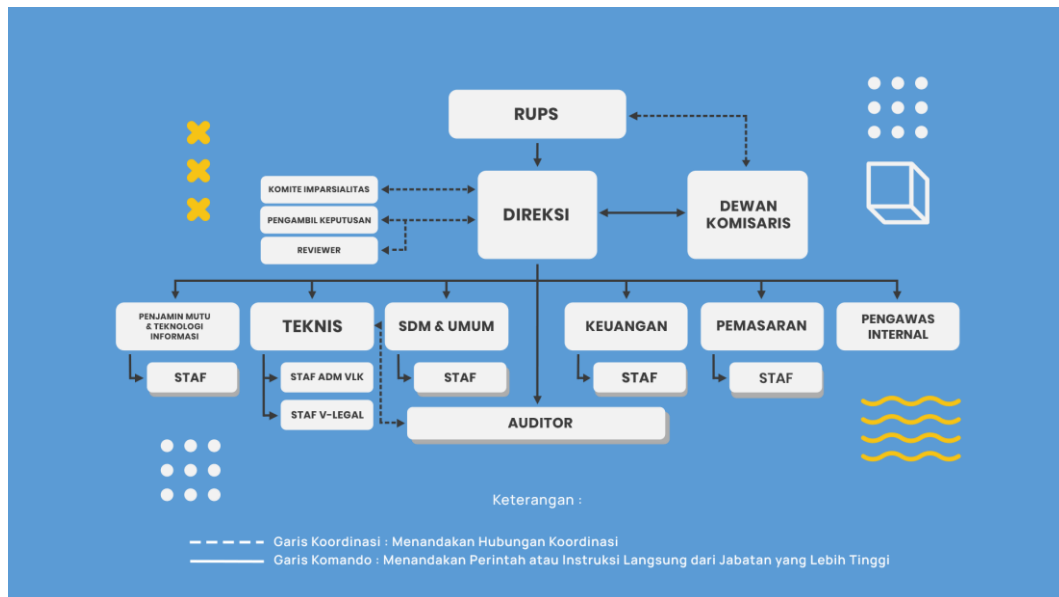 RUPS
KOMITE IMPARSIALITAS
PENGAMBIL KEPUTUSAN
REVIEWER
DIREKSI
DEWAN
KOMISARIS
PENJAMIN MUTU
& TEKNOLOGI
INFORMASI
TEKNIS
SDM & UMUM
KEUANGAN
PEMASARAN
PENGAWAS
INTERNAL
STAF
STAF ADM VLK
STAF V-LEGAL
STAF
STAF
STAF
AUDITOR
Keterangan :
Garis Koordinasi : Menandakan Hubungan Koordinasi
Garis Komando : Menandakan Perintah atau Instruksi Langsung dari Jabatan yang Lebih Tinggi